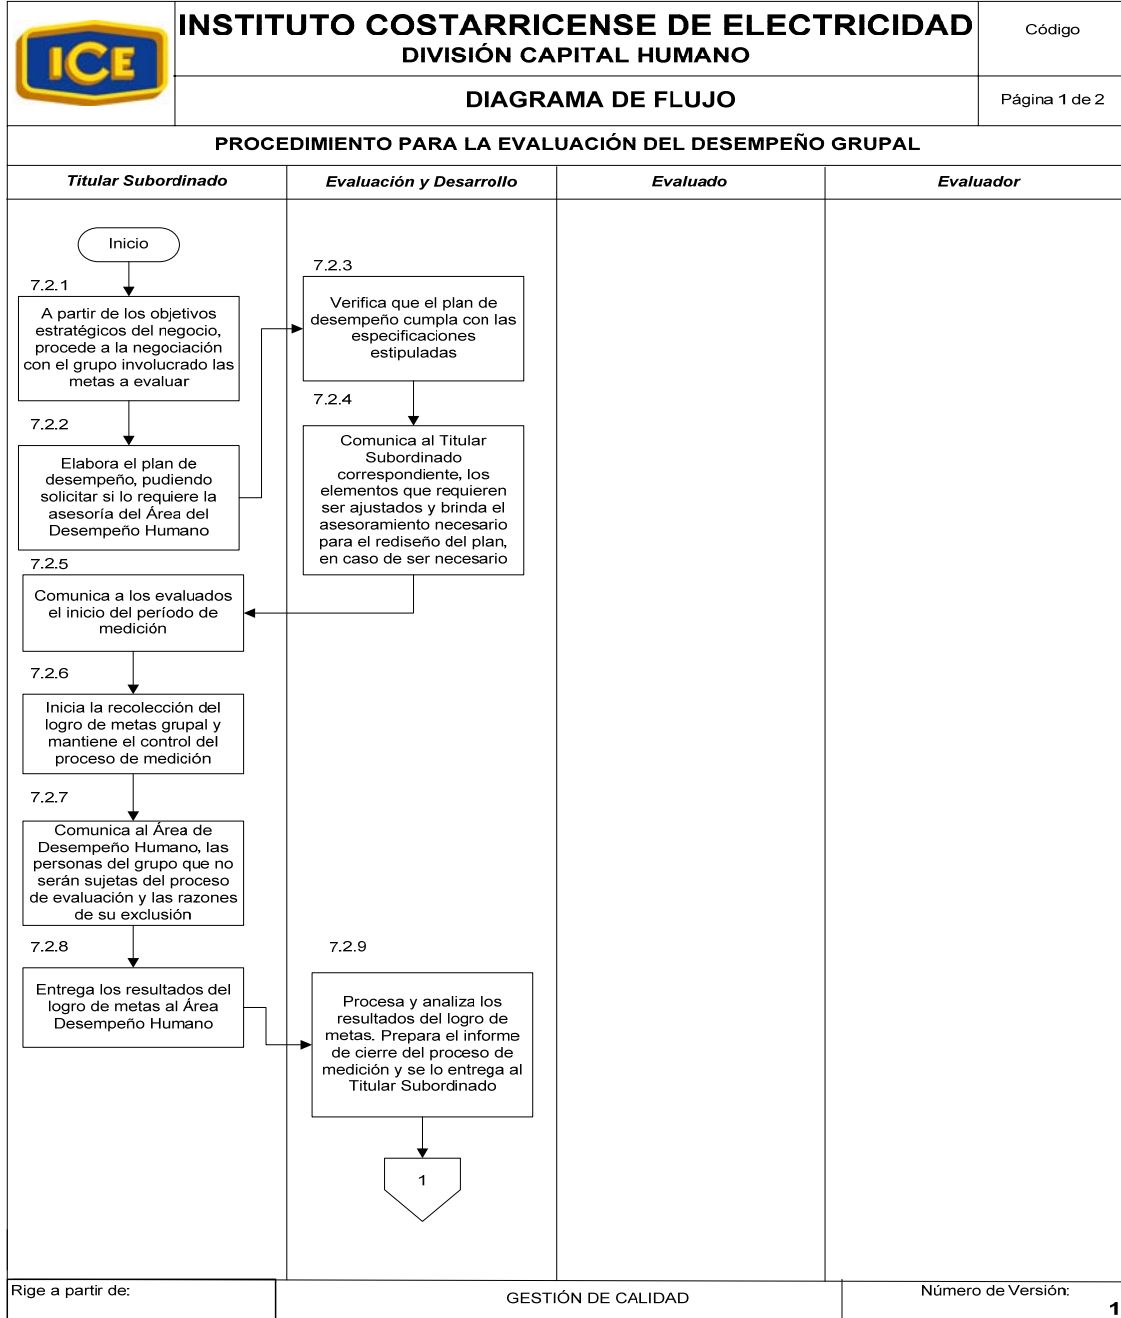 ICE
INSTITUTO COSTARRICENSE DE ELECTRICIDAD
DIVISIÓN CAPITAL HUMANO
Código
DIAGRAMA DE FLUJO
Página 1 de 2
PROCEDIMIENTO PARA LA EVALUACIÓN DEL DESEMPEÑO GRUPAL
Titular Subordinado
Evaluación y Desarrollo
Evaluado
Evaluador
Inicio
7.2.1
A partir de los objetivos
estratégicos del negocio,
procede a la negociación
con el grupo involucrado las
metas a evaluar
7.2.2
Elabora el plan de
desempeño, pudiendo
solicitar si lo requiere la
asesoría del Área del
Desempeño Humano
7.2.3
Verifica que el plan de
desempeño cumpla con las
especificaciones
estipuladas
7.2.4
Comunica al Titular
Subordinado
correspondiente, los
elementos que requieren
ser ajustados y brinda el
asesoramiento necesario
para el rediseño del plan,
en caso de ser necesario
7.2.5
Comunica a los evaluados
el inicio del período de
medición
7.2.6
Inicia la recolección del
logro de metas grupal y
mantiene el control del
proceso de medición
7.2.7
Comunica al Área de
Desempeño Humano, las
personas del grupo que no
serán sujetas del proceso
de evaluación y las razones
de su exclusión
7.2.8
Entrega los resultados del
logro de metas al Área
Desempeño Humano
7.2.9
Procesa y analiza los
resultados del logro de
metas. Prepara el informe
de cierre del proceso de
medición y se lo entrega al
Titular Subordinado
1
Rige a partir de:
GESTIÓN DE CALIDAD
Número de Versión:
1